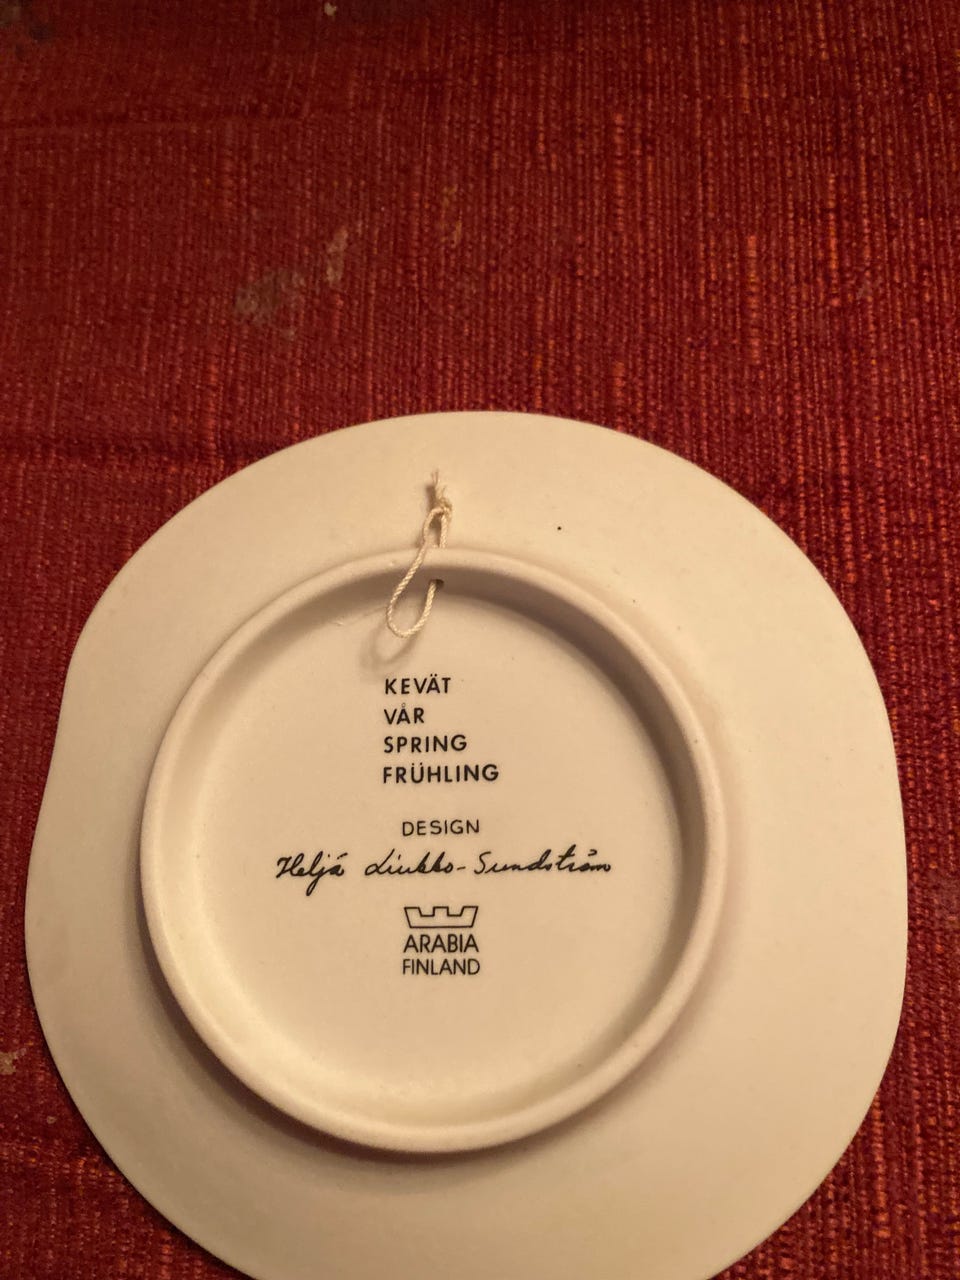 KEVÄT
VÅR
SPRING
FRÜHLING
DESIGN
Heljä Liukko-Sundström
ARABIA
FINLAND